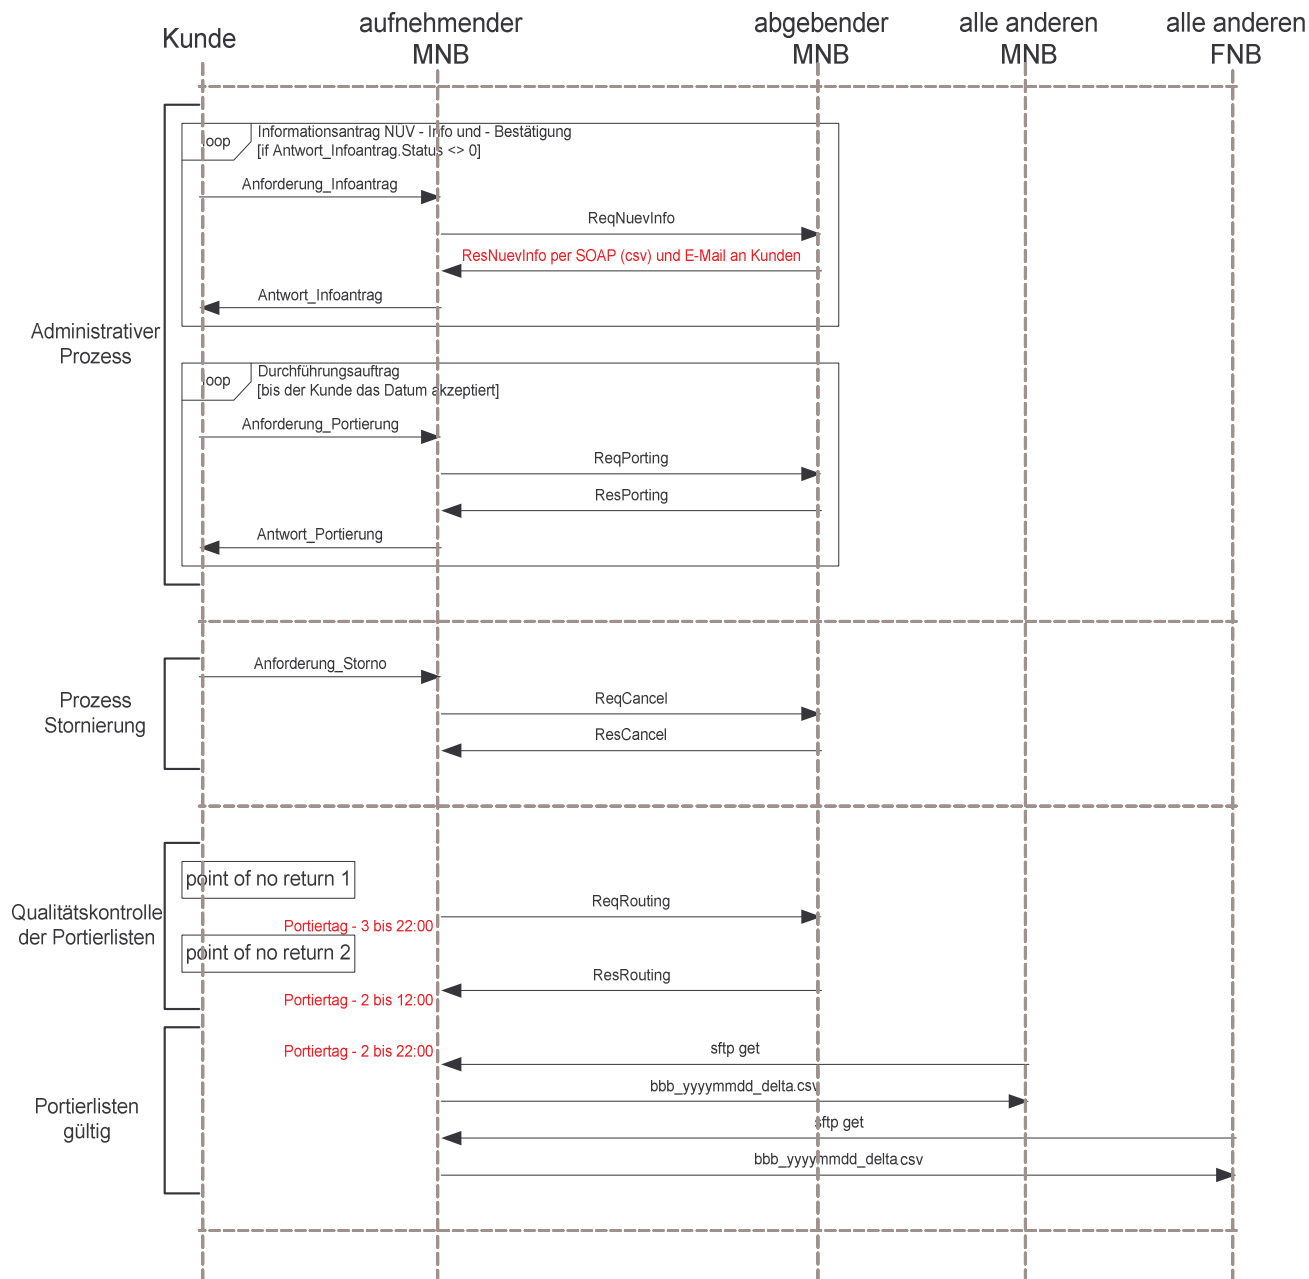 Kunde
aufnehmender
MNB
abgebender
MNB
alle anderen
MNB
alle anderen
FNB
loop
Informationsantrag NÜV - Info und - Bestätigung
[if Antwort_Infoantrag.Status <> 0]
Anforderung_Infoantrag
ReqNuevInfo
ResNuevInfo per SOAP (csv) und E-Mail an Kunden
Antwort_Infoantrag
Administrativer
Prozess
loop
Durchführungsauftrag
[bis der Kunde das Datum akzeptiert]
Anforderung_Portierung
ReqPorting
ResPorting
Antwort_Portierung
Anforderung_Storno
Prozess
Stornierung
ReqCancel
ResCancel
point of no return 1
ReqRouting
Qualitätskontrolle
der Portierlisten
Portiertag - 3 bis 22:00
point of no return 2
ResRouting
Portiertag - 2 bis 12:00
Portiertag - 2 bis 22:00
sftp get
bbb_yyyymmdd_delta.csv
Portierlisten
gültig
sftp get
bbb_yyyymmdd_delta.csv